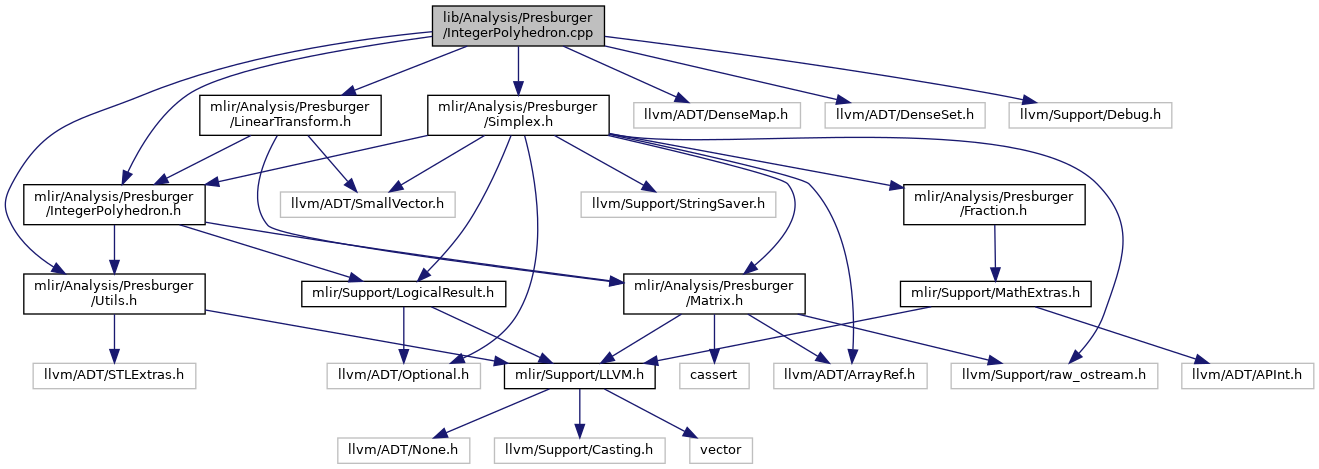 lib/Analysis/Presburger
/IntegerPolyhedron.cpp
mlir/Analysis/Presburger
/LinearTransform.h
mlir/Analysis/Presburger
/Simplex.h
llvm/ADT/DenseMap.h
llvm/ADT/DenseSet.h
llvm/Support/Debug.h
mlir/Analysis/Presburger
/IntegerPolyhedron.h
llvm/ADT/SmallVector.h
llvm/Support/StringSaver.h
mlir/Analysis/Presburger
/Fraction.h
mlir/Analysis/Presburger
/Utils.h
mlir/Support/LogicalResult.h
mlir/Analysis/Presburger
/Matrix.h
mlir/Support/MathExtras.h
llvm/ADT/STLExtras.h
llvm/ADT/Optional.h
mlir/Support/LLVM.h
cassert
llvm/ADT/ArrayRef.h
llvm/Support/raw_ostream.h
llvm/ADT/APInt.h
llvm/ADT/None.h
llvm/Support/Casting.h
vector